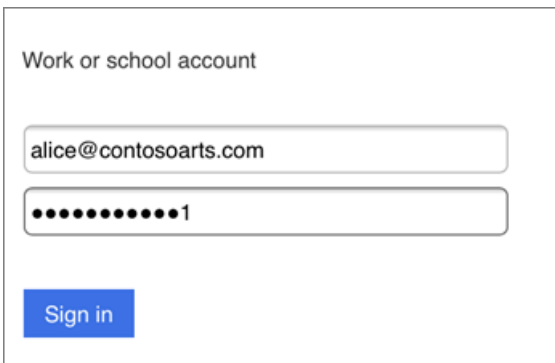 Work or school account
alice@contosoarts.com
●●●●●●●●●●●1
Sign in